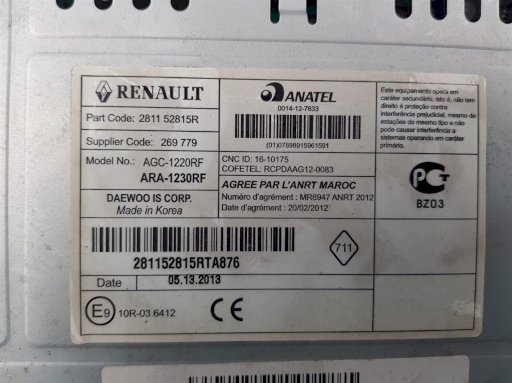 RENAULT
Part Code: 2811 52815R
Supplier Code: 269 779
Model No.: AGC-1220RF
ARA-1230RF
DAEWOO IS CORP.
Made in Korea
ANATEL
0014-12-7633
(01)07898915961591
Este equipamento opera em
caráter secundário, isto é, não tem
direito à proteção contra
interferência prejudicial, mesmo de
estações do mesmo tipo e não
pode causar interferência a
sistemas operando em caráter
primário.
CNC ID: 16-10175
COFETEL: RCPDAAG12-0083
AGREE PAR L'ANRT MAROC
Numéro d'agrément : MR6947 ANRT 2012
Date d'agrément : 20/02/2012
BZ03
281152815RTA876
711
Date 05.13.2013
E9 10R-03.6412 CE